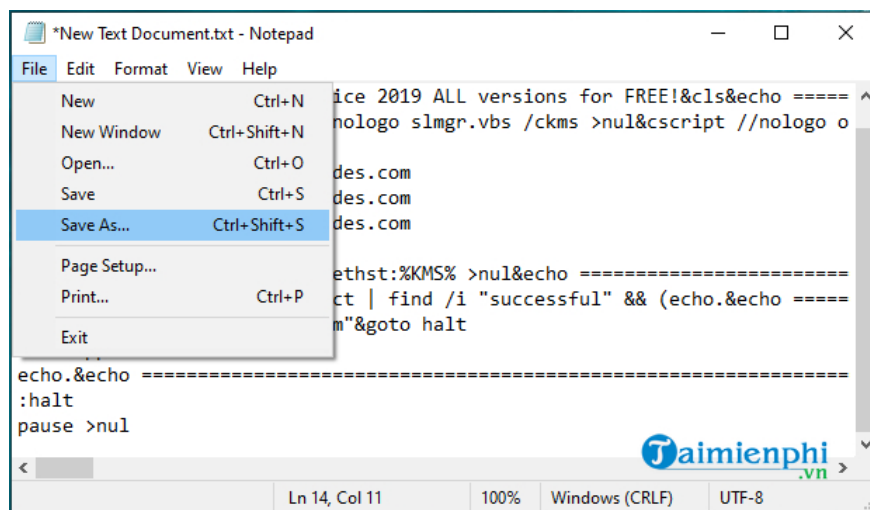 *New Text Document.txt - Notepad
File Edit Format View Help
New Ctrl+N
New Window Ctrl+Shift+N
Open... Ctrl+O
Save Ctrl+S
Save As... Ctrl+Shift+S
Page Setup... 
Print... Ctrl+P
Exit
ice 2019 ALL versions for FREE!&cls&echo =====
nologo slmgr.vbs /ckms >nul&cscript //nologo o
des.com
des.com
des.com
ethst:%KMS% >nul&echo ========================
ct | find /i "successful" && (echo.&echo =====
m"&goto halt
echo.&echo ===============================================================
:halt
pause >nul
Taimienphi
.vn
Ln 14, Col 11 100% Windows (CRLF) UTF-8